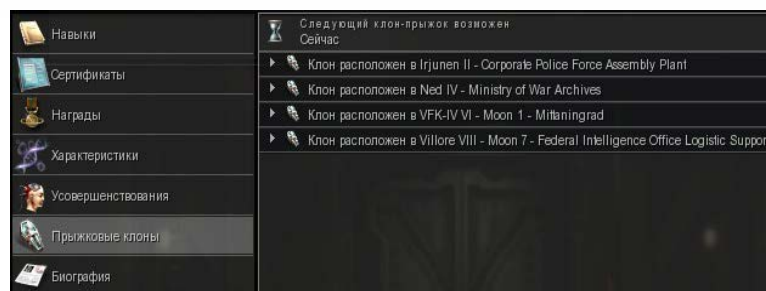 Навыки
Сертификаты
Награды
Характеристики
Усовершенствования
Прыжковые клоны
Биография
Следующий клон-прыжок возможен
Сейчас
Клон расположен в Irjunen II - Corporate Police Force Assembly Plant
Клон расположен в Ned IV - Ministry of War Archives
Клон расположен в VFK-IV VI - Moon 1 - Mittaningrad
Клон расположен в Villore VIII - Moon 7 - Federal Intelligence Office Logistic Suppor